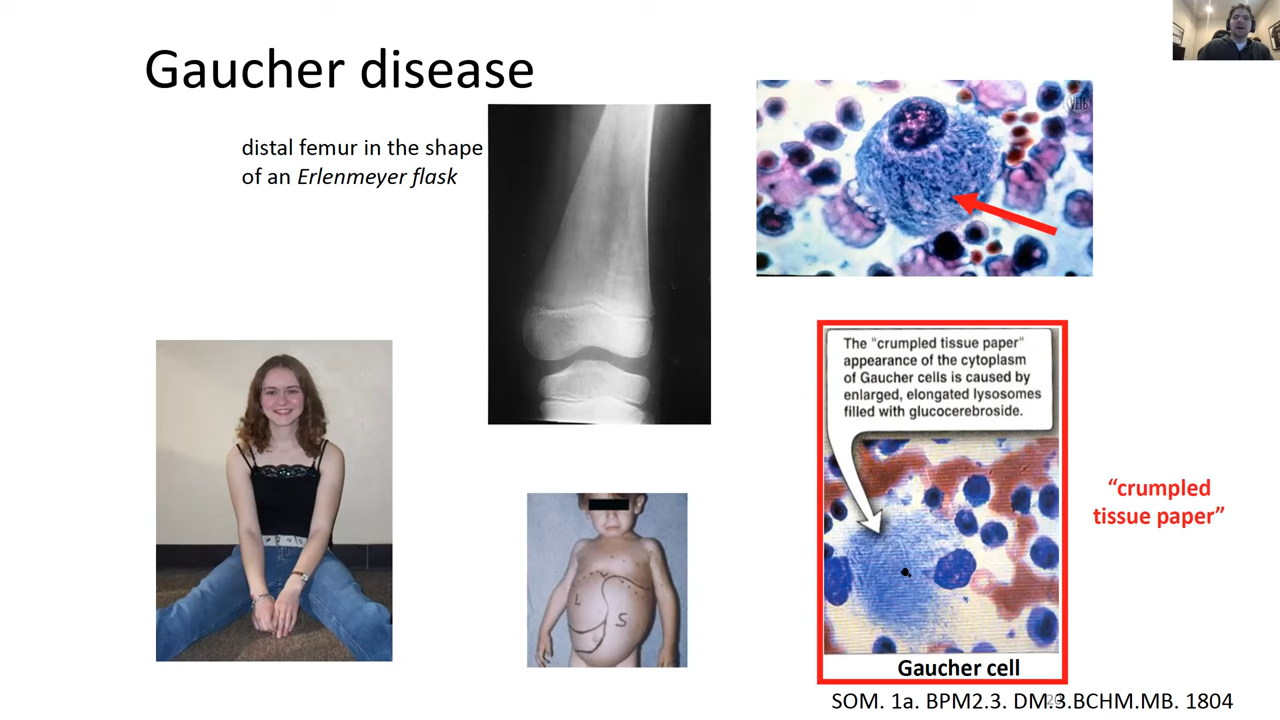 Gaucher disease
distal femur in the shape
of an Erlenmeyer flask
The "crumpled tissue paper"
appearance of the cytoplasm
of Gaucher cells is caused by
enlarged, elongated lysosomes
filled with glucocerebroside.
L
S
"crumpled
tissue paper"
Gaucher cell
SOM. 1a. BPM2.3. DM.3.BCHM.MB. 1804